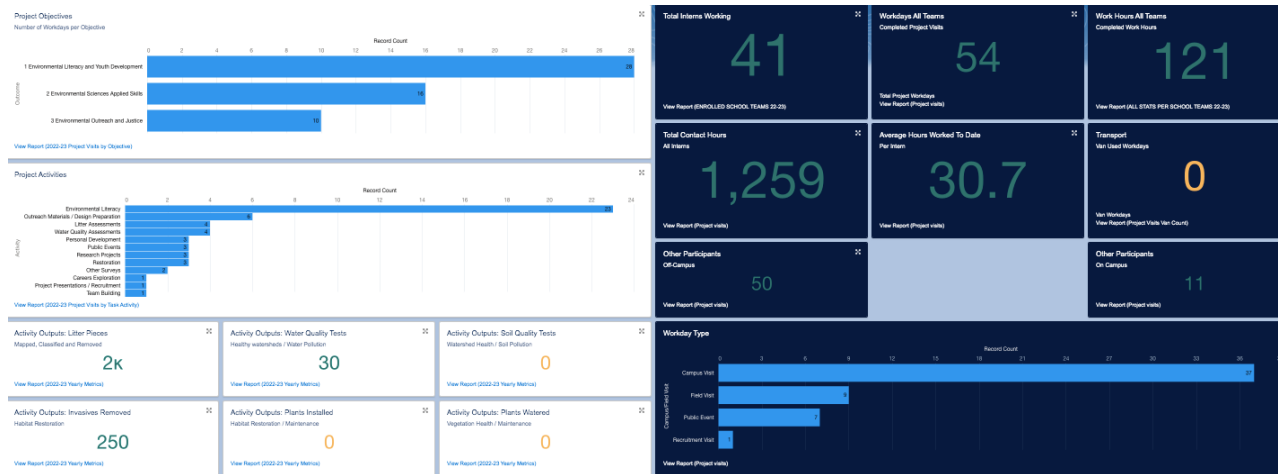 Project Objectives
Number of Workdays per Objective
Record Count
0 2 4 6 8 10 12 14 16 18 20 22 24 26 28
Outcome
1 Environmental Literacy and Youth Development 28
2 Environmental Sciences Applied Skills 16
3 Environmental Outreach and Justice 10
View Report (2022-23 Project Visits by Objective)
Project Activities
Record Count
0 2 4 6 8 10 12 14 16 18 20 22 24
Activity
Environmental Literacy 23
Outreach Materials / Design Preparation 6
Litter Assessments 4
Water Quality Assessments 4
Personal Development 3
Public Events 3
Research Projects 3
Restoration 3
Other Surveys 2
Careers Exploration 1
Project Presentations / Recruitment 1
Team Building 1
View Report (2022-23 Project Visits by Task Activity)
Activity Outputs: Litter Pieces
Mapped, Classified and Removed
2K
View Report (2022-23 Yearly Metrics)
Activity Outputs: Water Quality Tests
Healthy watersheds / Water Pollution
30
View Report (2022-23 Yearly Metrics)
Activity Outputs: Soil Quality Tests
Watershed Health / Soil Pollution
0
View Report (2022-23 Yearly Metrics)
Activity Outputs: Invasives Removed
Habitat Restoration
250
View Report (2022-23 Yearly Metrics)
Activity Outputs: Plants Installed
Habitat Restoration / Maintenance
0
View Report (2022-23 Yearly Metrics)
Activity Outputs: Plants Watered
Vegetation Health / Maintenance
0
View Report (2022-23 Yearly Metrics)
Total Interns Working
41
View Report (ENROLLED SCHOOL TEAMS 22-23)
Workdays All Teams
Completed Project Visits
54
Total Project Workdays
View Report (Project visits)
Work Hours All Teams
Completed Work Hours
121
View Report (ALL STATS PER SCHOOL TEAMS 22-23)
Total Contact Hours
All Interns
1,259
View Report (Project visits)
Average Hours Worked To Date
Per Intern
30.7
View Report (Project visits)
Transport
Van Used Workdays
0
Van Workdays
View Report (Project Visits Van Count)
Other Participants
Off-Campus
50
View Report (Project visits)
Other Participants
On Campus
11
View Report (Project visits)
Workday Type
Record Count
0 3 6 9 12 15 18 21 24 27 30 33 36
Campus/Field Visit
Campus Visit 37
Field Visit 9
Public Event 7
Recruitment Visit 1
View Report (Project visits)